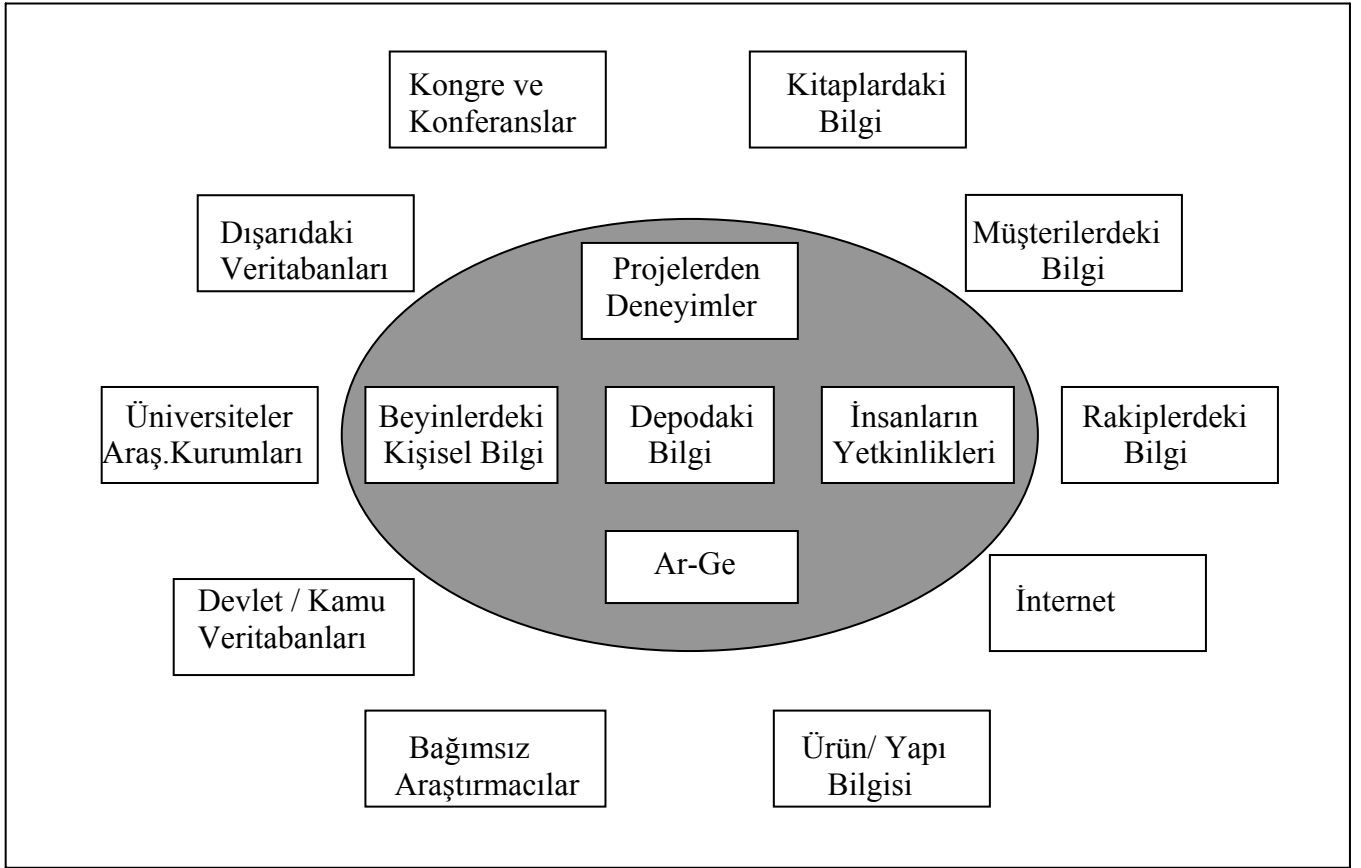 Kongre ve
Konferanslar
Kitaplardaki
Bilgi
Dışarıdaki
Veritabanları
Müşterilerdeki
Bilgi
Projelerden
Deneyimler
Üniversiteler
Araş.Kurumları
Beyinlerdeki
Kişisel Bilgi
Depodaki
Bilgi
İnsanların
Yetkinlikleri
Rakiplerdeki
Bilgi
Ar-Ge
Devlet / Kamu
Veritabanları
İnternet
Bağımsız
Araştırmacılar
Ürün/ Yapı
Bilgisi